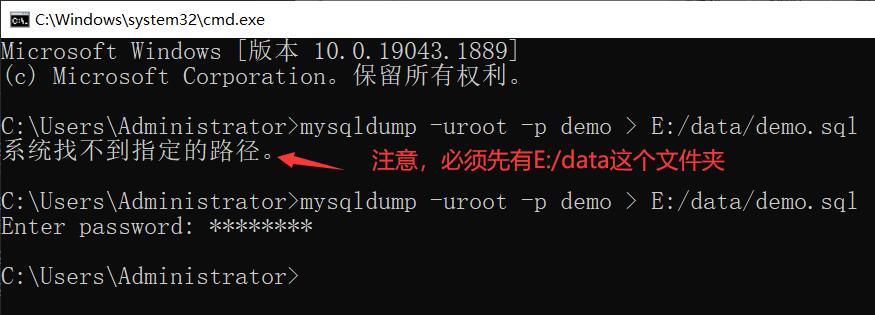 C:\Windows\system32\cmd.exe
Microsoft Windows [版本 10.0.19043.1889]
(c) Microsoft Corporation。保留所有权利。
C:\Users\Administrator>mysqldump -uroot -p demo > E:/data/demo.sql
系统找不到指定的路径。 注意，必须先有E:/data这个文件夹
C:\Users\Administrator>mysqldump -uroot -p demo > E:/data/demo.sql
Enter password: ********
C:\Users\Administrator>